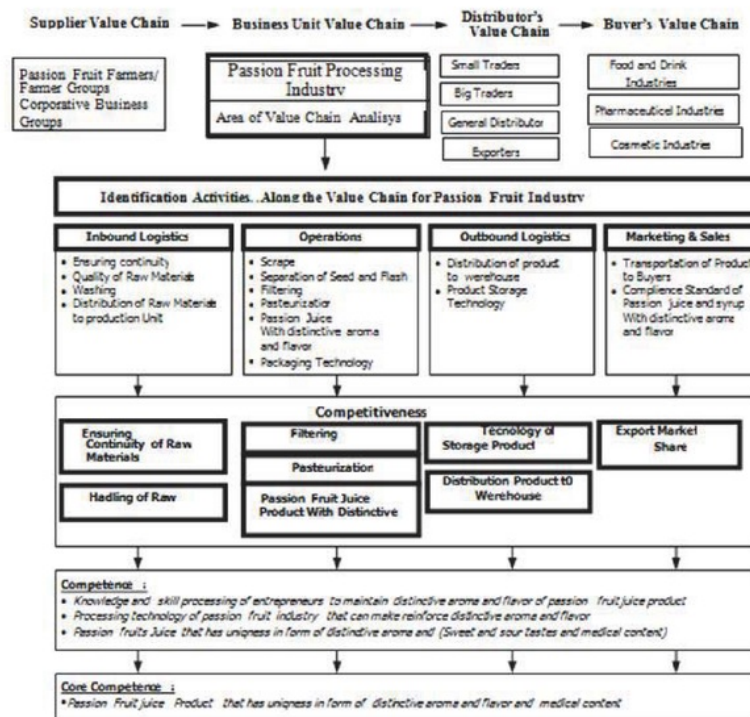 Supplier Value Chain
Business Unit Value Chain
Distributor's
Value Chain
Buyer's Value Chain
Passion Fruit Farmers/
Farmer Groups
Corporative Business
Groups
Passion Fruit Processing
Industry
Area of Value Chain Analisys
Small Traders
Big Traders
General Distributor
Exporters
Food and Drink
Industries
Pharmaceuticel Industries
Cosmetic Industries
Identification Activities..Along the Value Chain for Passion Fruit Industry
Inbound Logistics
• Ensuring continuity
• Quality of Raw Materials
• Washing
• Distribution of Raw Materials
to production Unit
Operations
• Scrape
• Separation of Seed and Flash
• Filtering
• Pasteurization
• Passion Juice
With distinctive aroma
and flavor
• Packaging Technology
Outbound Logistics
• Distribution of product
to warehouse
• Product Storage
Technology
Marketing & Sales
• Transportation of Product
to Buyers
• Complience Standard of
Passion juice and syrup
With distinctive aroma
and flavor
Competitiveness
Ensuring
Continuity of Raw
Materials
Hadling of Raw
Filtering
Pasteurization
Passion Fruit Juice
Product With Distinctive
Tecnology of
Storage Product
Distribution Product t0
Warehouse
Export Market
Share
Competence :
• Knowledge and skill processing of entrepreneurs to maintain distinctive aroma and flavor of passion fruit juice product
• Processing technology of passion fruit industry that can make reinforce distinctive aroma and flavor
• Passion fruits Juice that has uniqness in form of distinctive aroma and (Sweet and sour tastes and medical content)
Core Competence :
• Passion Fruit juice Product that has uniqness in form of distinctive aroma and flavor and medical content